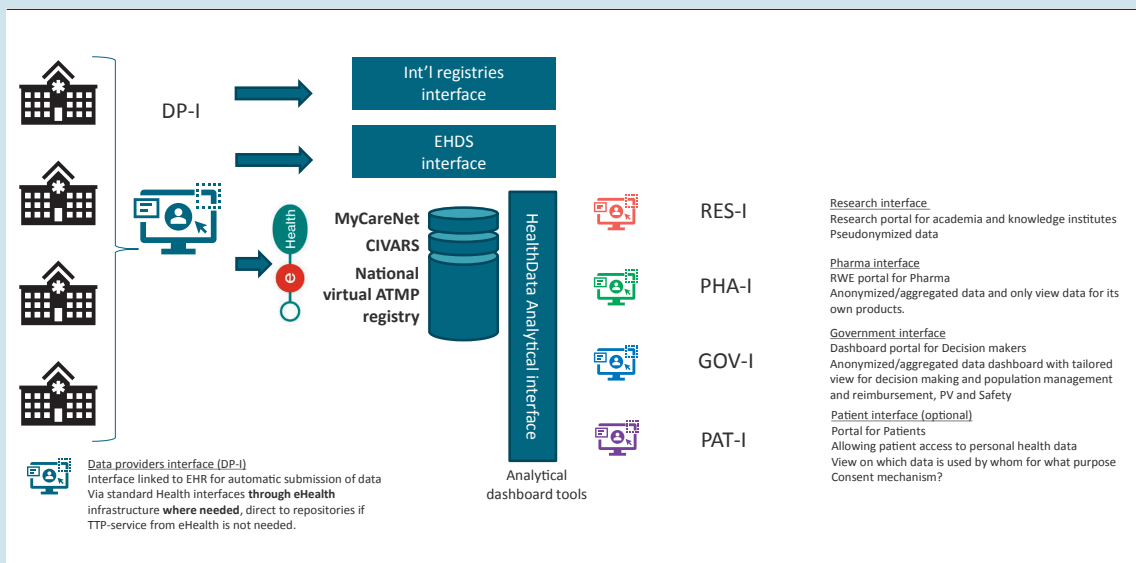 DP-I
Int'l registries
interface
EHDS
interface
Health
e
MyCareNet
CIVARS
National
virtual ATMP
registry
HealthData Analytical interface
Analytical
dashboard tools
RES-I
Research interface
Research portal for academia and knowledge institutes
Pseudonymized data
PHA-I
Pharma interface
RWE portal for Pharma
Anonymized/aggregated data and only view data for its
own products.
GOV-I
Government interface
Dashboard portal for Decision makers
Anonymized/aggregated data dashboard with tailored
view for decision making and population management
and reimbursement, PV and Safety
PAT-I
Patient interface (optional)
Portal for Patients
Allowing patient access to personal health data
View on which data is used by whom for what purpose
Consent mechanism?
Data providers interface (DP-I)
Interface linked to EHR for automatic submission of data
Via standard Health interfaces through eHealth
infrastructure where needed, direct to repositories if
TTP-service from eHealth is not needed.